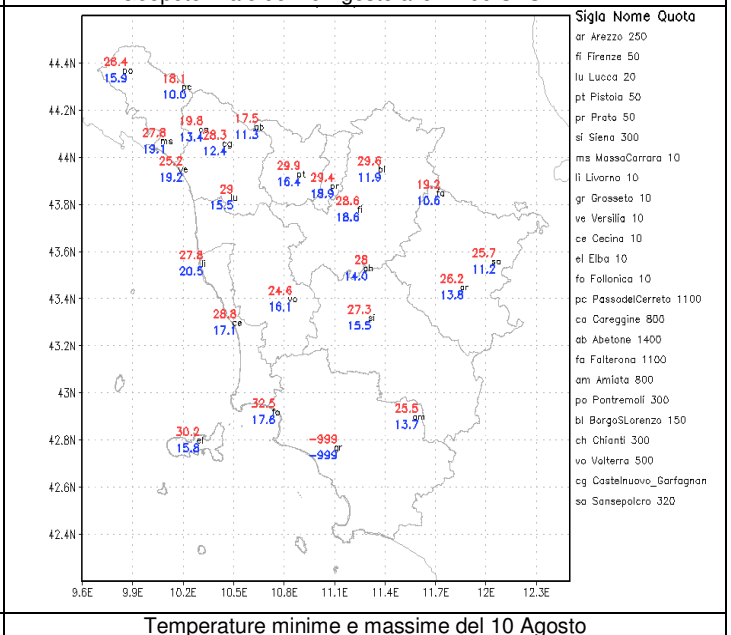 Sigla Nome Quota
ar Arezzo 250
fi Firenze 50
lu Lucca 20
pt Pistoia 50
pr Prato 50
si Siena 300
ms MassaCarrara 10
li Livorno 10
gr Grosseto 10
ve Versilia 10
ce Cecina 10
el Elba 10
fo Follonica 10
pc PassodelCerreto 1100
ca Careggine 800
ab Abetone 1400
fa Falterona 1100
am Amiata 800
po Pontremoli 300
bl BorgoSLorenzo 150
ch Chianti 300
vo Volterra 500
cg Castelnuovo_Garfagnan
sa Sansepolcro 320
44.4N
44.2N
44N
43.8N
43.6N
43.4N
43.2N
43N
42.8N
42.6N
42.4N
9.6E 9.9E 10.2E 10.5E 10.8E 11.1E 11.4E 11.7E 12E 12.3E
28.4
po
15.9
18.1
pc
10.0
19.8
ca
13.4
17.5
ab
11.3
28.3
cg
12.4
27.8
ms
19.1
25.2
ve
19.2
29
lu
15.5
29.9
pt
16.4
29.4
pr
18.9
29.6
bl
11.9
28.6
fi
18.6
19.2
fa
10.6
27.8
li
20.5
28
ch
14.0
25.7
sa
11.2
26.2
ar
13.8
24.6
vo
16.1
28.8
ce
17.1
27.3
si
15.5
32.5
fo
17.6
25.5
am
13.7
30.2
el
15.8
-999
gr
-999
Temperature minime e massime del 10 Agosto